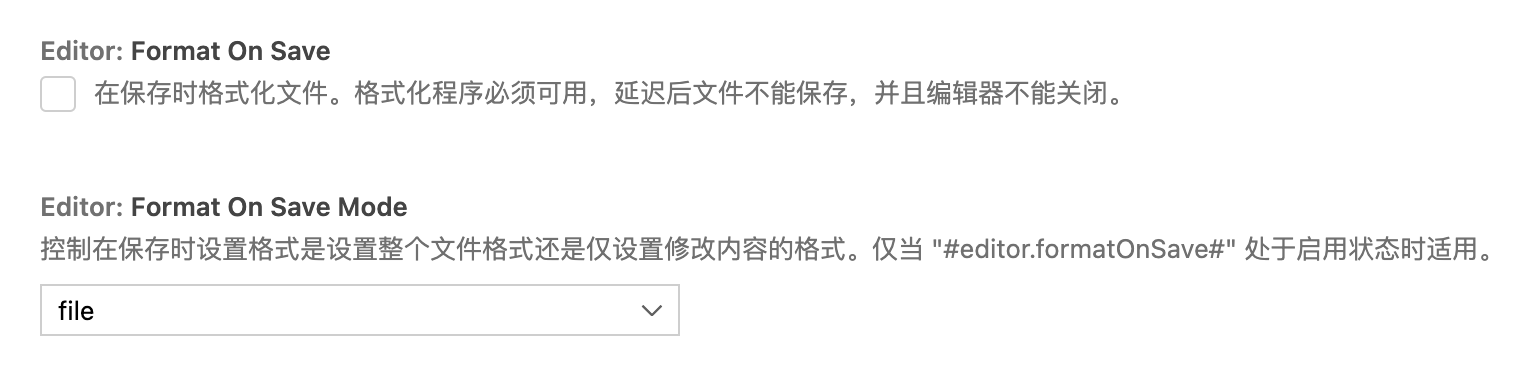 Editor: Format On Save
在保存时格式化文件。格式化程序必须可用，延迟后文件不能保存，并且编辑器不能关闭。
Editor: Format On Save Mode
控制在保存时设置格式是设置整个文件格式还是仅设置修改内容的格式。仅当 "#editor.formatOnSave#" 处于启用状态时适用。
file